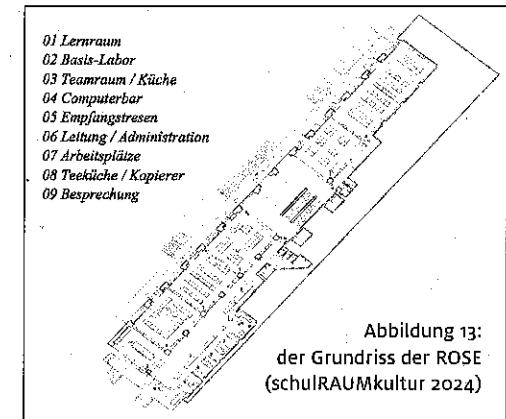 01 Lernraum
02 Basis-Labor
03 Teamraum / Küche
04 Computerbar
05 Empfangstresen
06 Leitung / Administration
07 Arbeitsplätze
08 Teeküche / Kopierer
09 Besprechung
Abbildung 13:
der Grundriss der ROSE
(schulRAUMkultur 2024)